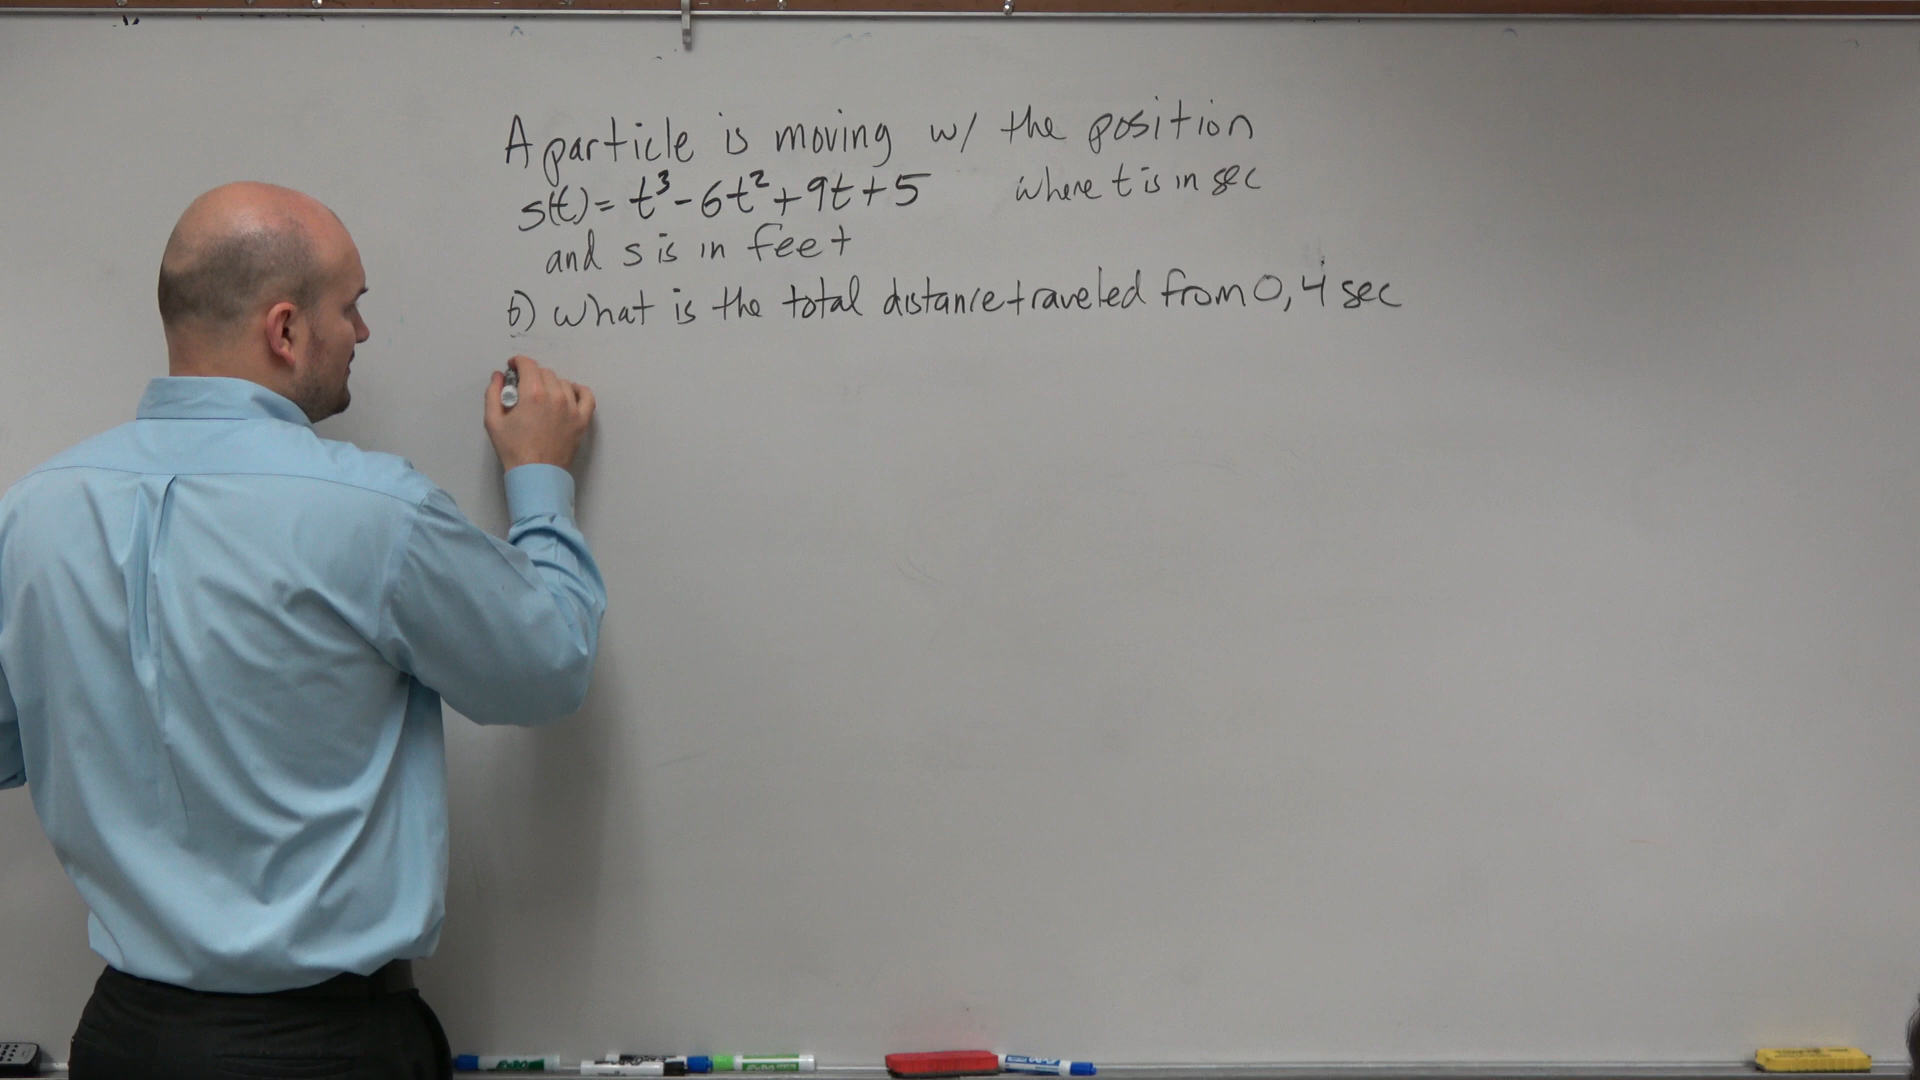 A particle is moving w/ the position
s(t) = t³ - 6t² + 9t + 5 where t is in sec
and s is in feet
b) What is the total distance traveled from 0, 4 sec